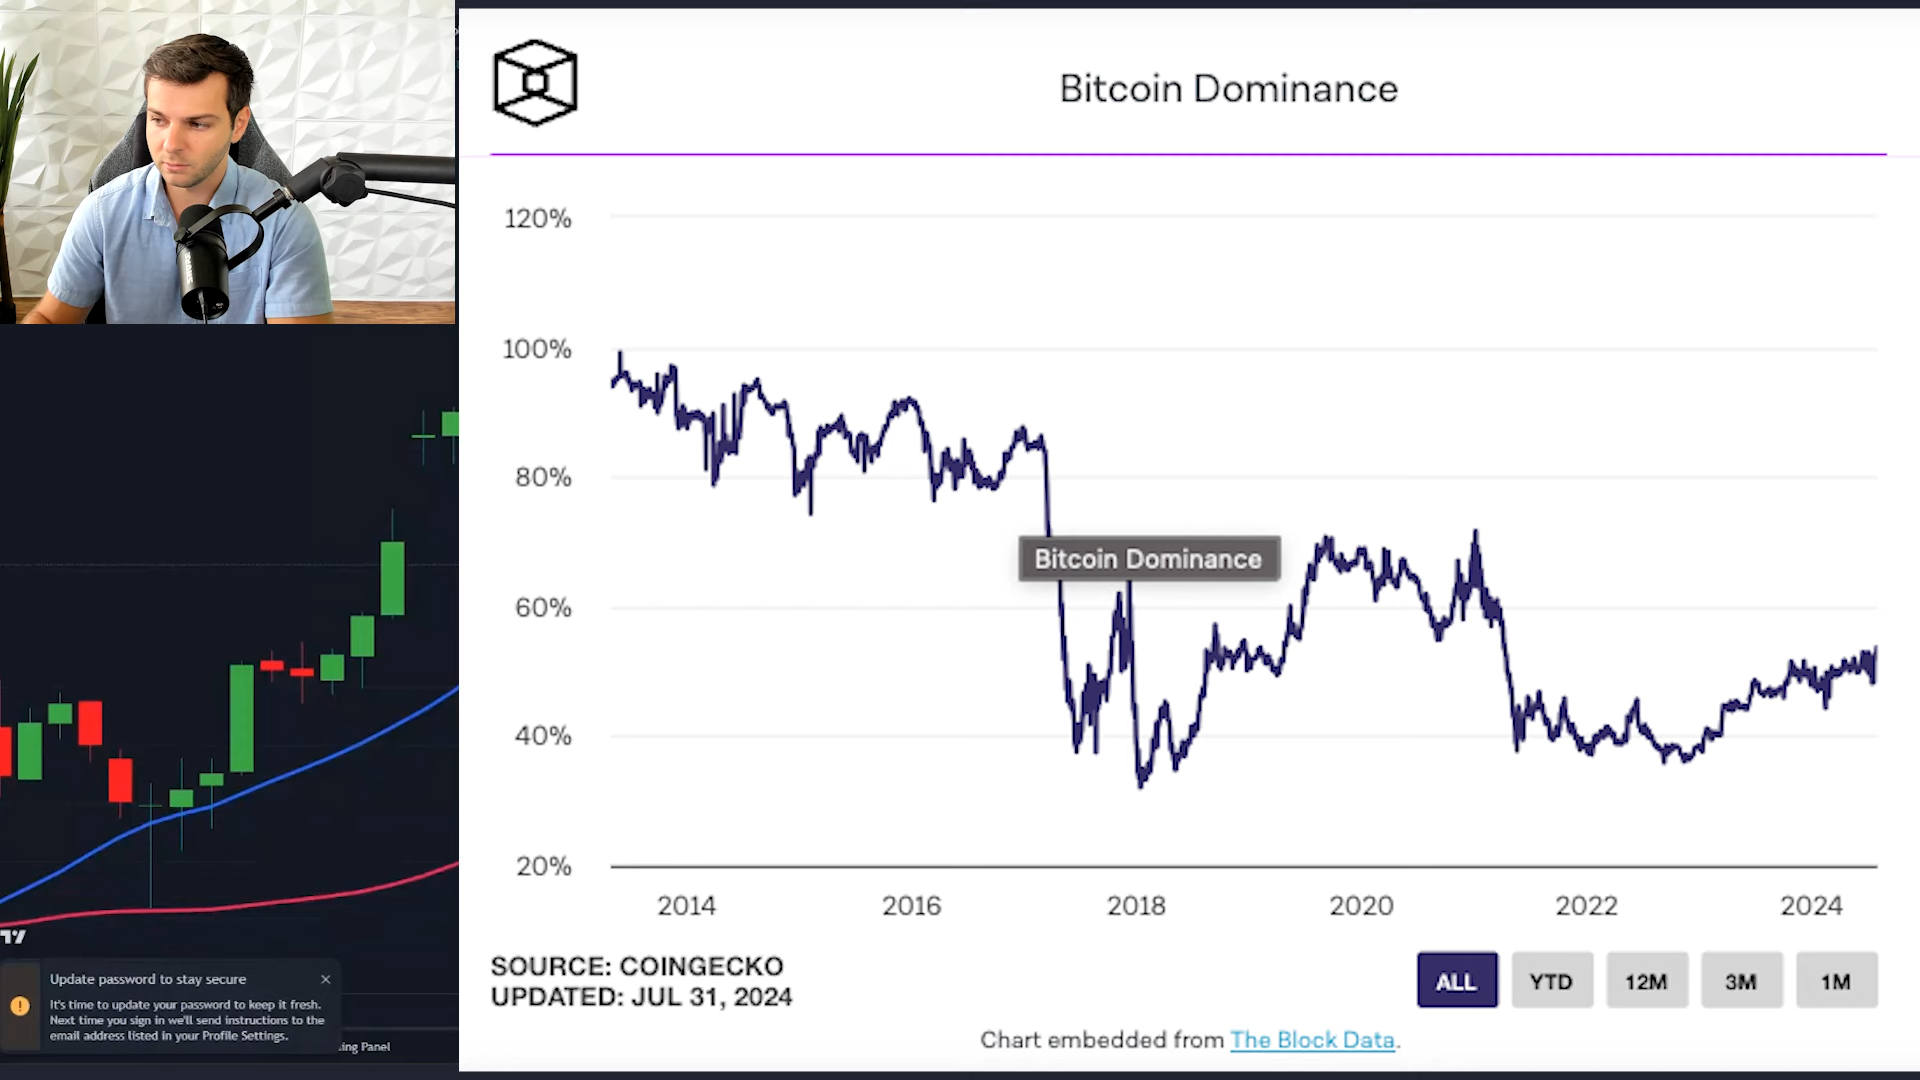 Bitcoin Dominance
120%
100%
80%
60%
40%
20%
Bitcoin Dominance
2014 2016 2018 2020 2022 2024
SOURCE: COINGECKO
UPDATED: JUL 31, 2024
ALL YTD 12M 3M 1M
Chart embedded from The Block Data.
SHURE
Update password to stay secure
It's time to update your password to keep it fresh.
Next time you sign in we'll send instructions to the
email address listed in your Profile Settings.
ing Panel